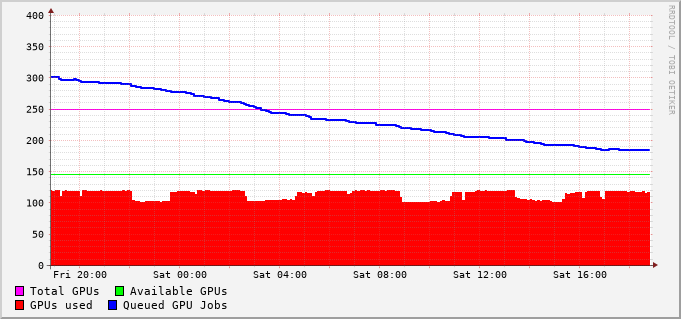 RRDTOOL / TOBI OETIKER
400
350
300
250
200
150
100
50
0
Fri 20:00 Sat 00:00 Sat 04:00 Sat 08:00 Sat 12:00 Sat 16:00
Total GPUs Available GPUs
GPUs used Queued GPU Jobs